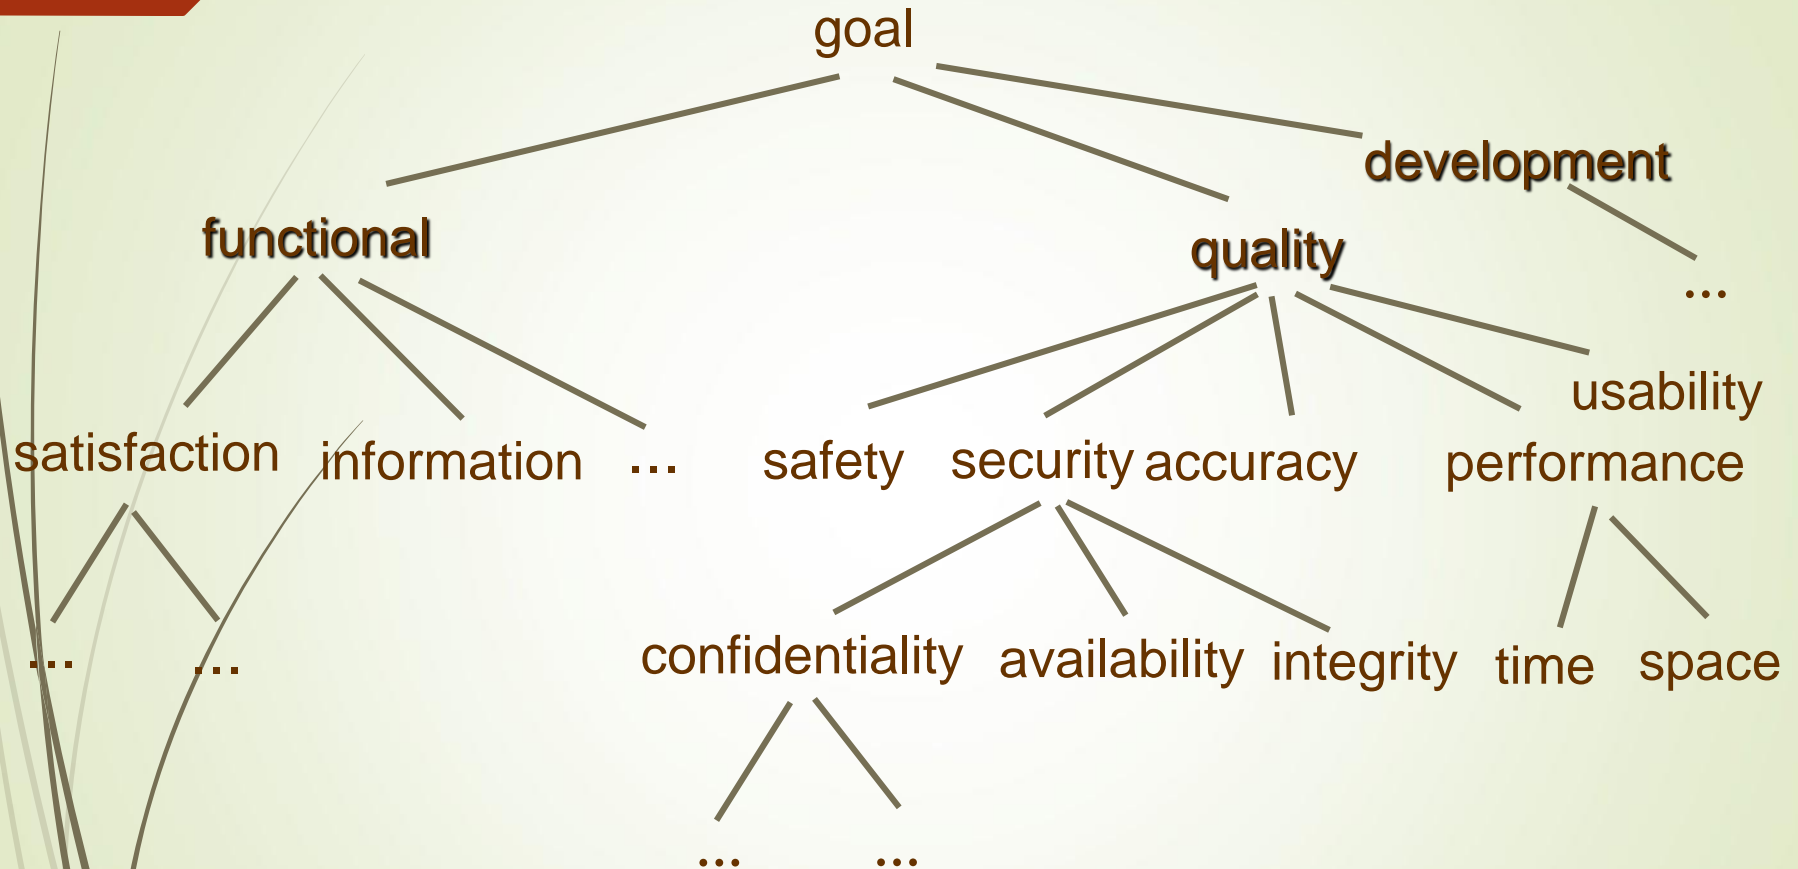 goal
development
functional
quality
...
usability
satisfaction information ... safety security accuracy performance
... ... confidentiality availability integrity time space
... ...